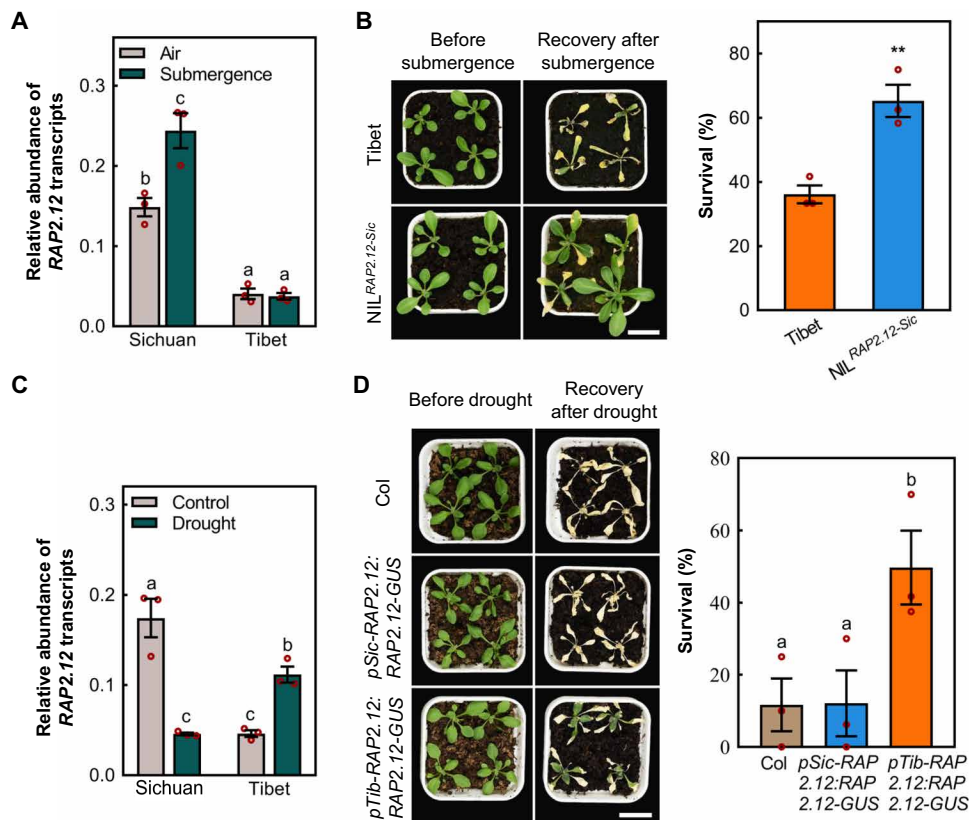 A
Relative abundance of
RAP2.12 transcripts
Air
Submergence
0.3
0.2
0.1
0.0
b
c
a
a
Sichuan
Tibet
B
Before
submergence
Recovery after
submergence
Tibet
NIL RAP2.12-Sic
Survival (%)
80
60
40
20
0
**
Tibet
NIL RAP2.12-Sic
C
Relative abundance of
RAP2.12 transcripts
Control
Drought
0.3
0.2
0.1
0.0
a
c
c
b
Sichuan
Tibet
D
Before drought
Recovery
after drought
Col
pSic-RAP2.12:
RAP2.12-GUS
pTib-RAP2.12:
RAP2.12-GUS
Survival (%)
80
60
40
20
0
a
a
b
Col
pSic-RAP
2.12:RAP
2.12-GUS
pTib-RAP
2.12:RAP
2.12-GUS